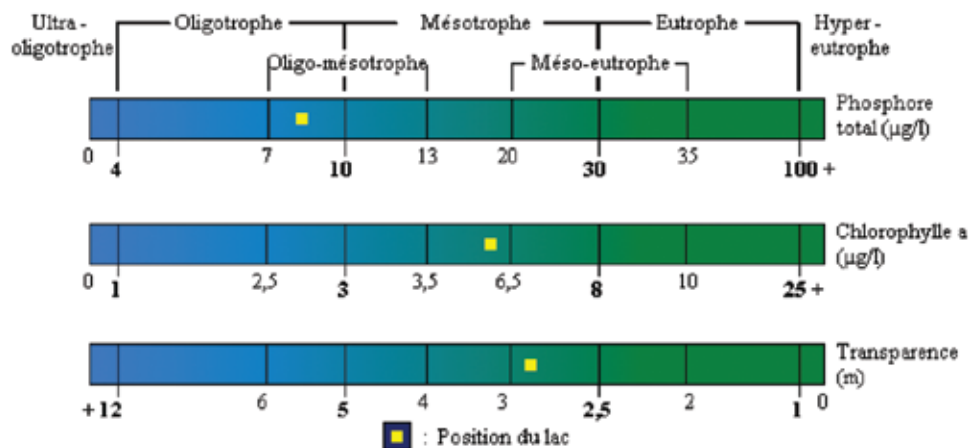 Ultra-oligotrophe Oligotrophe Mésotrophe Eutrophe Hyper-eutrophe
Oligo-mésotrophe Méso-eutrophe
Phosphore total (µg/l)
0 4 7 10 13 20 30 35 100 +
Chlorophylle a (µg/l)
0 1 2,5 3 3,5 6,5 8 10 25 +
Transparence (m)
+12 6 5 4 3 2,5 2 1 0
: Position du lac